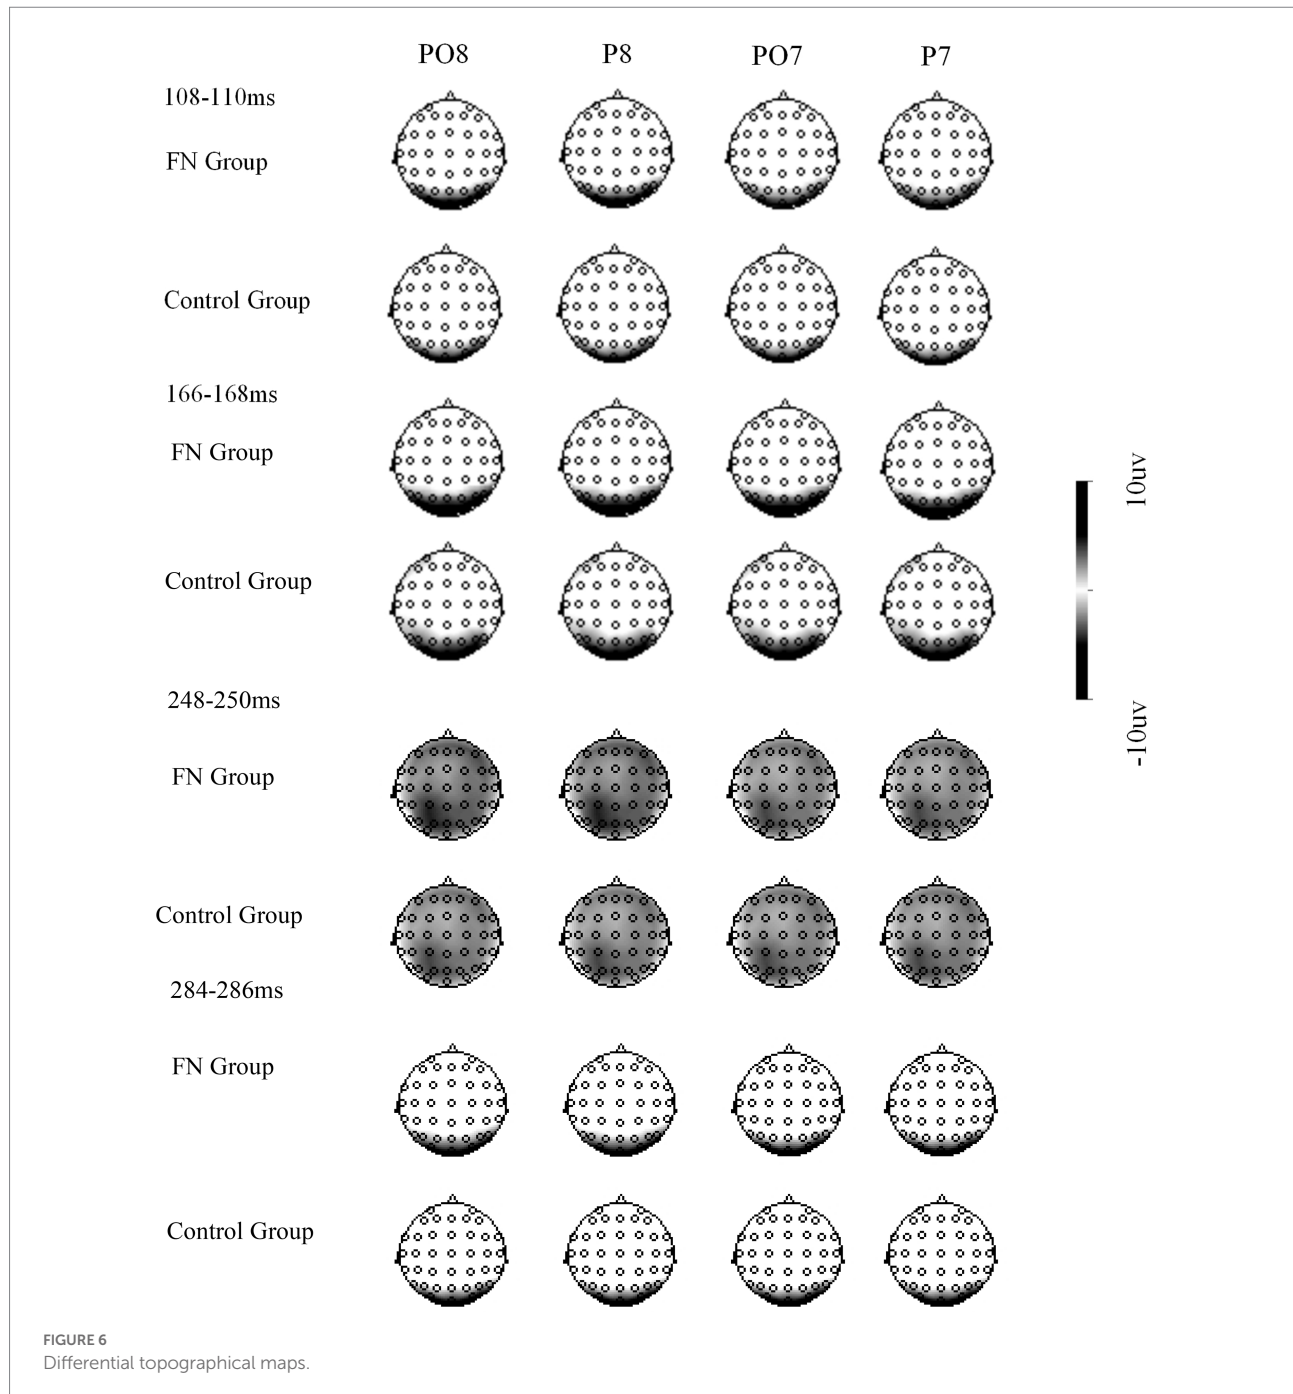 PO8 P8 PO7 P7
108-110ms
FN Group
Control Group
166-168ms
FN Group
Control Group
10uv
-10uv
248-250ms
FN Group
Control Group
284-286ms
FN Group
Control Group
FIGURE 6
Differential topographical maps.